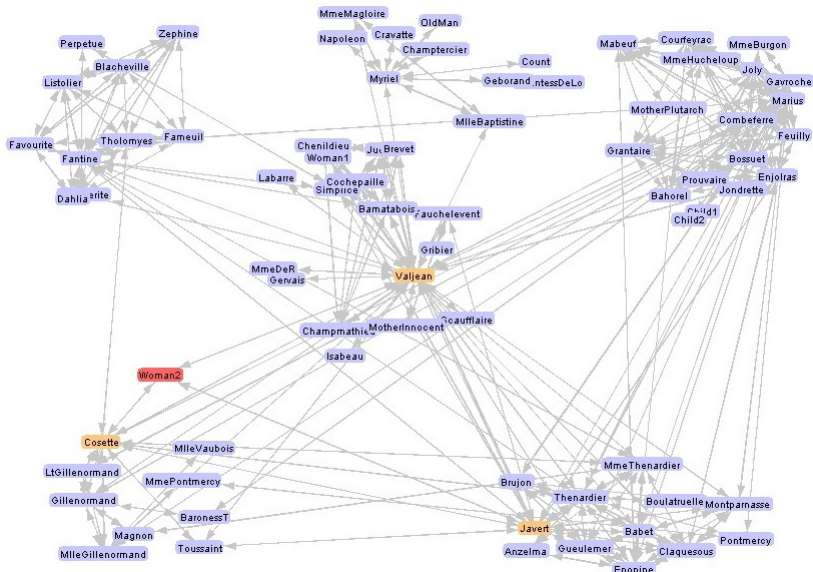 MmeMagloire
OldMan
Zephine
Napoleon
Cravatte
Perpetue
Champtercier
Mabeuf
Courfeyrac
MmeBurgon
Blacheville
Count
MmeHucheloup
Joly
Listolier
Myriel
Geborand
Gavroche
Marius
MotherPlutarch
MlleBaptistine
Combeferre
Favourite
Tholomyes
Fameuil
Feuilly
Chenildieu
Brevet
Grantaire
Fantine
Woman1
Bossuet
Labarre
Cochepaille
Prouvaire
Enjolras
Simplice
Jondrette
Dahlia
Bahorel
Bamatabois
Child1
Child2
Gribier
MmeDeR
Valjean
Gervais
Champmathieu
MotherInnocent
Isabeau
Woman2
Cosette
MlleVaubois
LtGillenormand
MmeThenardier
MmePontmercy
Brujon
Gillenormand
Thenardier
Boulatruelle
Montparnasse
BaronessT
Magnon
Javert
Babet
Pontmercy
MlleGillenormand
Toussaint
Anzelma
Gueulemer
Claquesous
Eponine